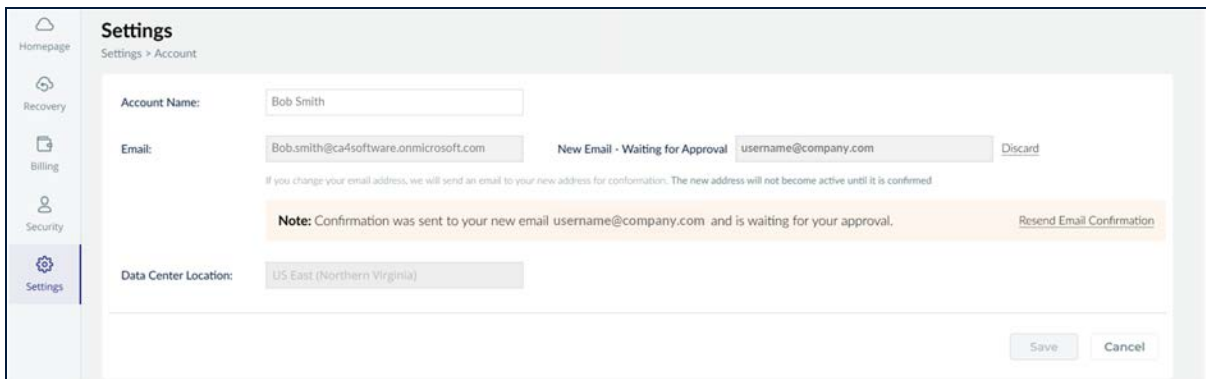 Homepage
Recovery
Billing
Security
Settings
Settings
Settings > Account
Account Name: Bob Smith
Email: Bob.smith@ca4software.onmicrosoft.com New Email - Waiting for Approval username@company.com Discard
If you change your email address, we will send an email to your new address for conformation. The new address will not become active until it is confirmed
Note: Confirmation was sent to your new email username@company.com and is waiting for your approval. Resend Email Confirmation
Data Center Location: US East (Northern Virginia)
Save Cancel